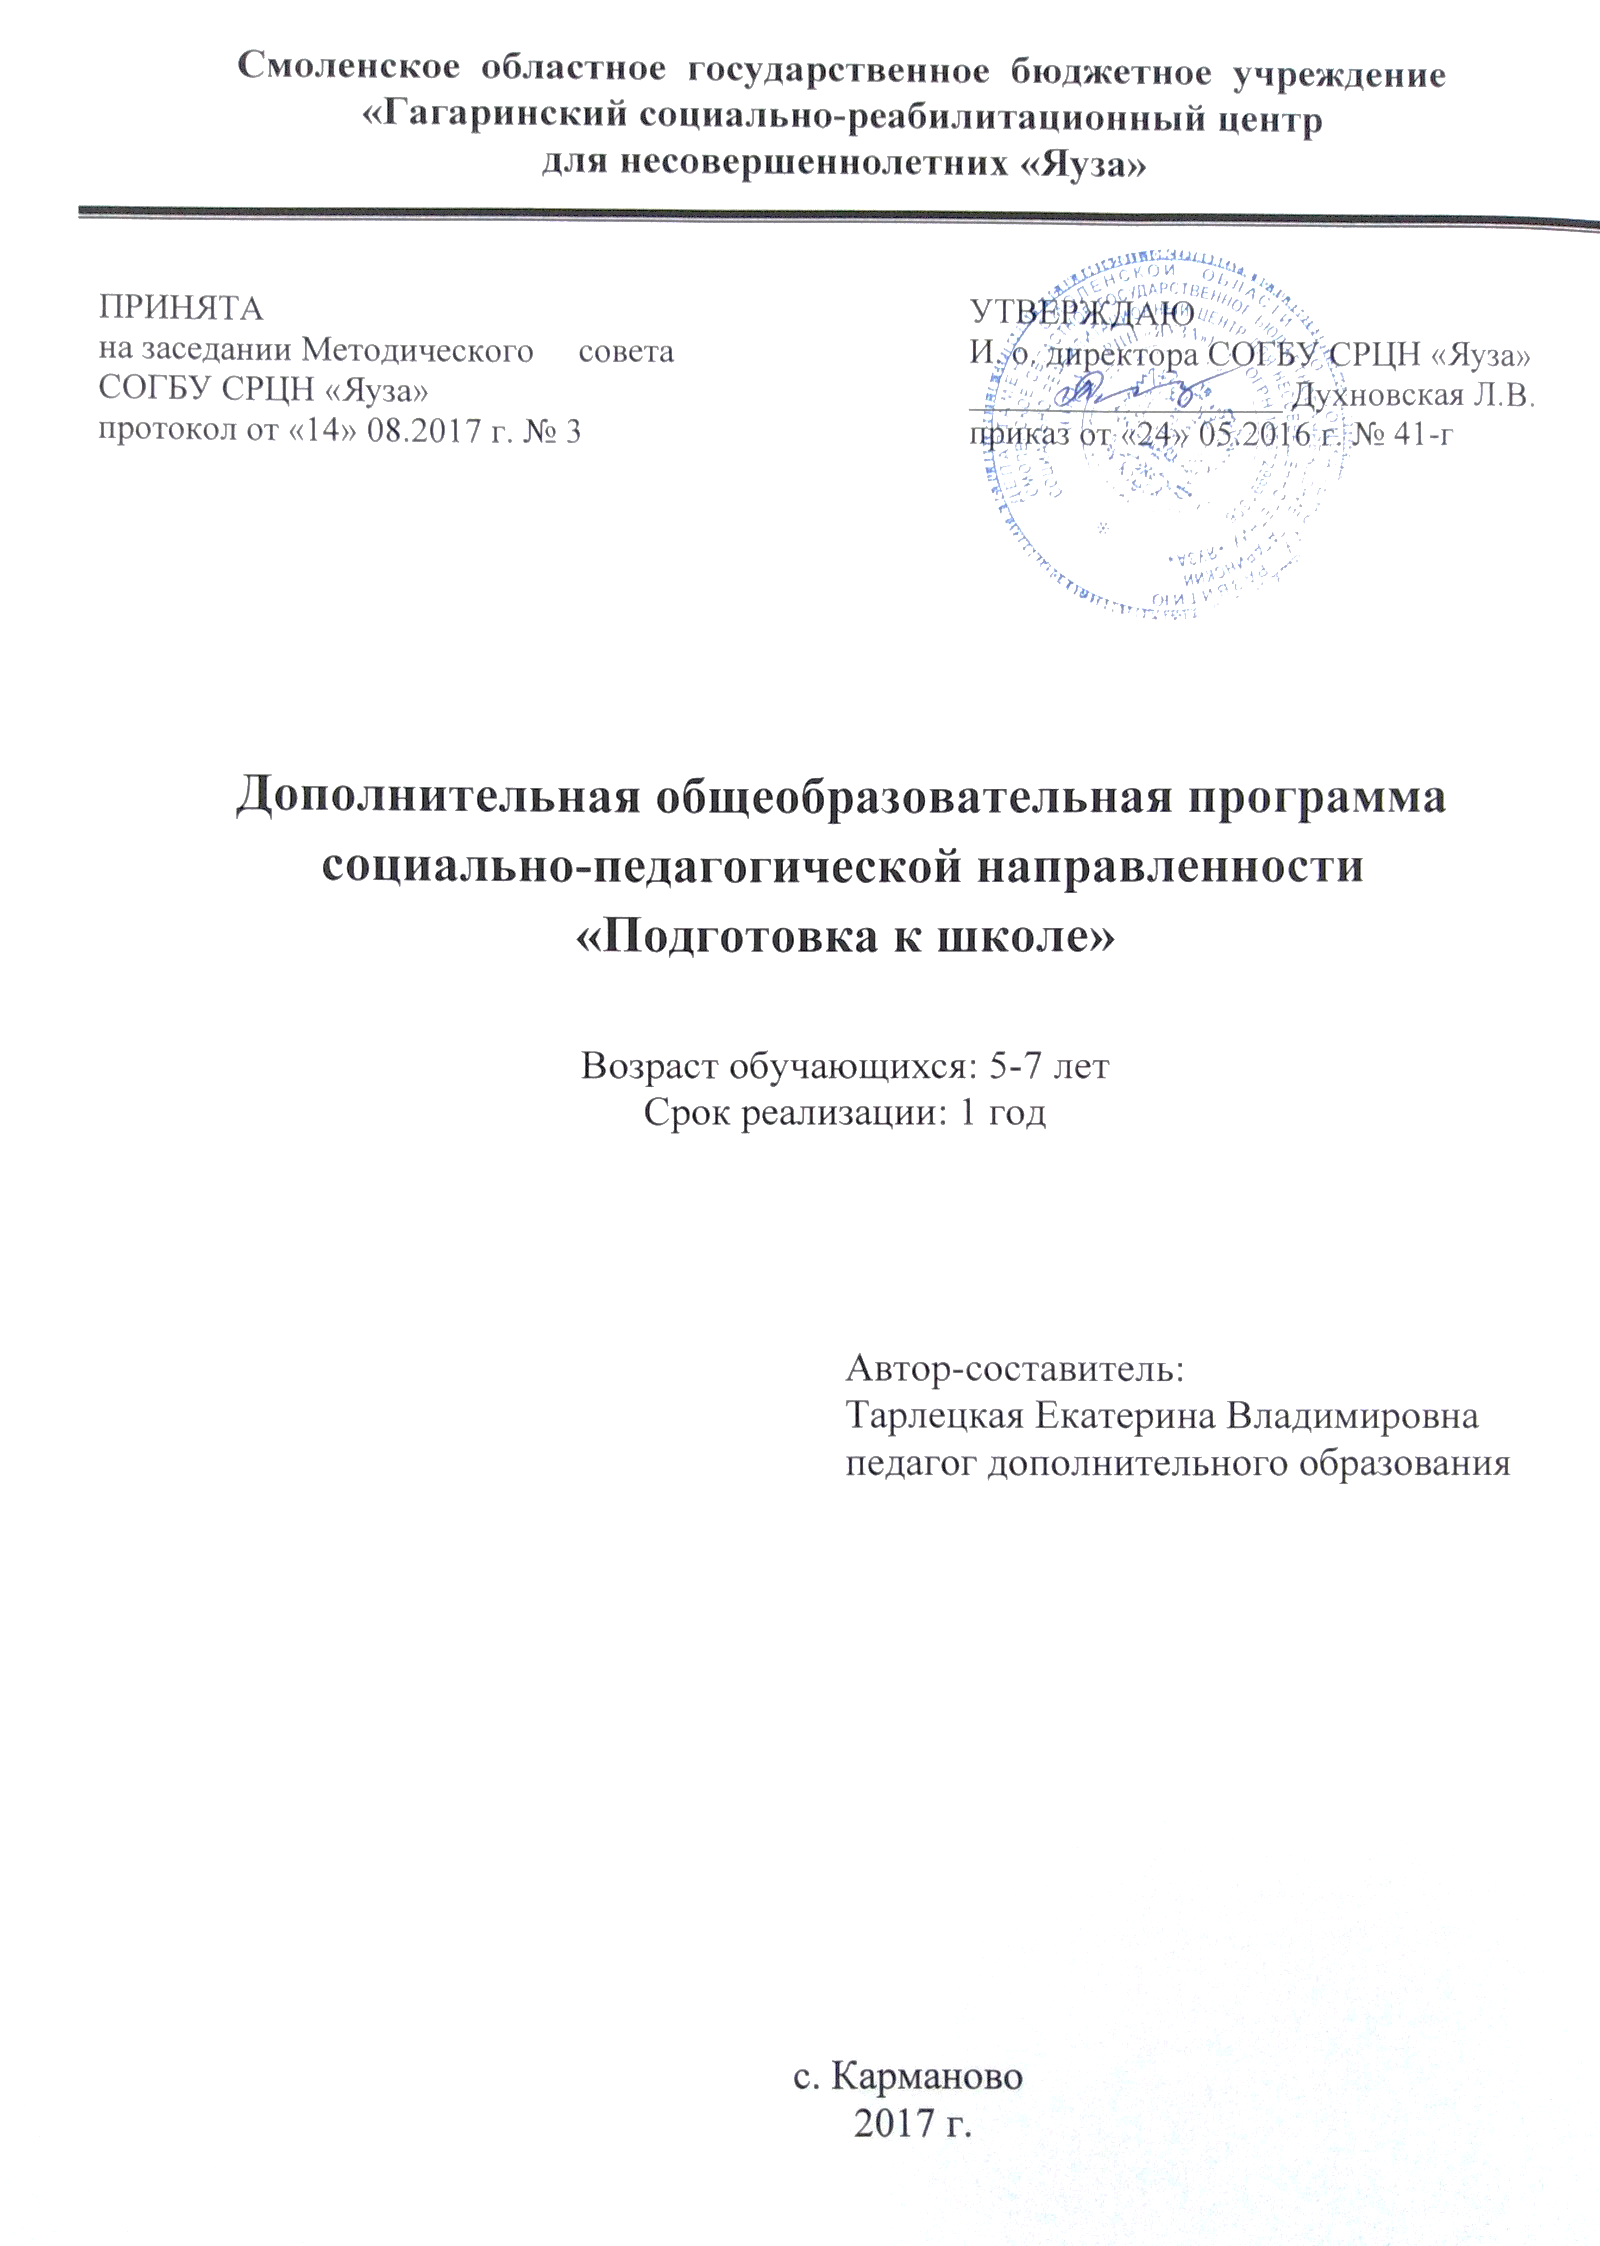 Смоленское областное государственное бюджетное учреждение
«Гагаринский социально-реабилитационный центр
для несовершеннолетних «Яуза»
ПРИНЯТА
на заседании Методического совета
СОГБУ СРЦН «Яуза»
протокол от «14» 08.2017 г. № 3
УТВЕРЖДАЮ
И. о. директора СОГБУ СРЦН «Яуза»
Духновская Л.В.
приказ от «24» 05.2016 г. № 41-г
Дополнительная общеобразовательная программа
социально-педагогической направленности
«Подготовка к школе»
Возраст обучающихся: 5-7 лет
Срок реализации: 1 год
Автор-составитель:
Тарлецкая Екатерина Владимировна
педагог дополнительного образования
с. Карманово
2017 г.